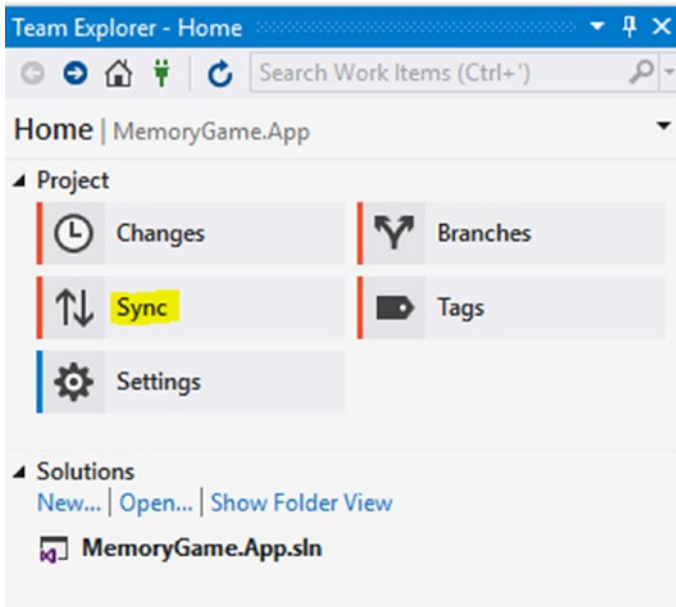 Team Explorer - Home
Search Work Items (Ctrl+')
Home | MemoryGame.App
Project
Changes
Branches
Sync
Tags
Settings
Solutions
New... | Open... | Show Folder View
MemoryGame.App.sln